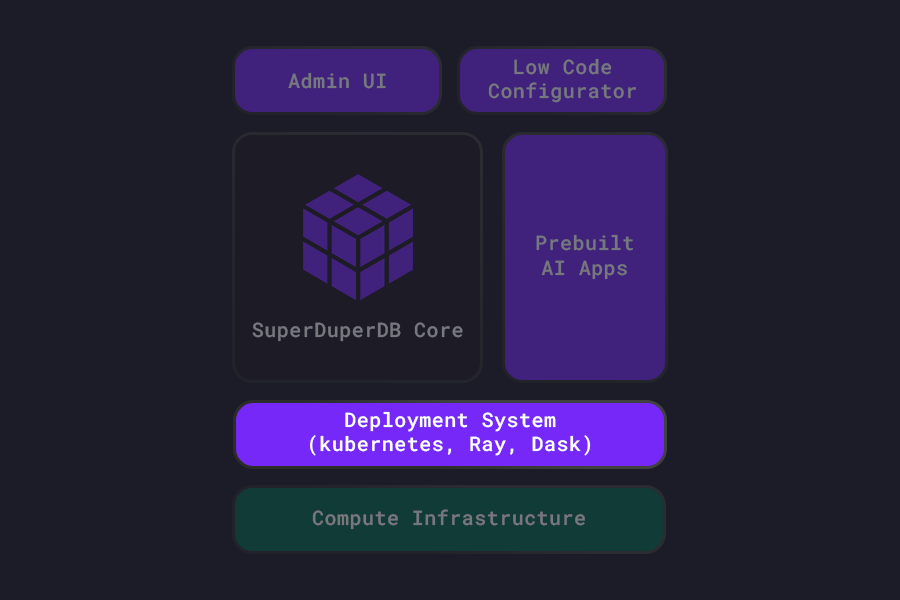 Admin UI
Low Code
Configurator
Prebuilt
AI Apps
SuperDuperDB Core
Deployment System
(kubernetes, Ray, Dask)
Compute Infrastructure